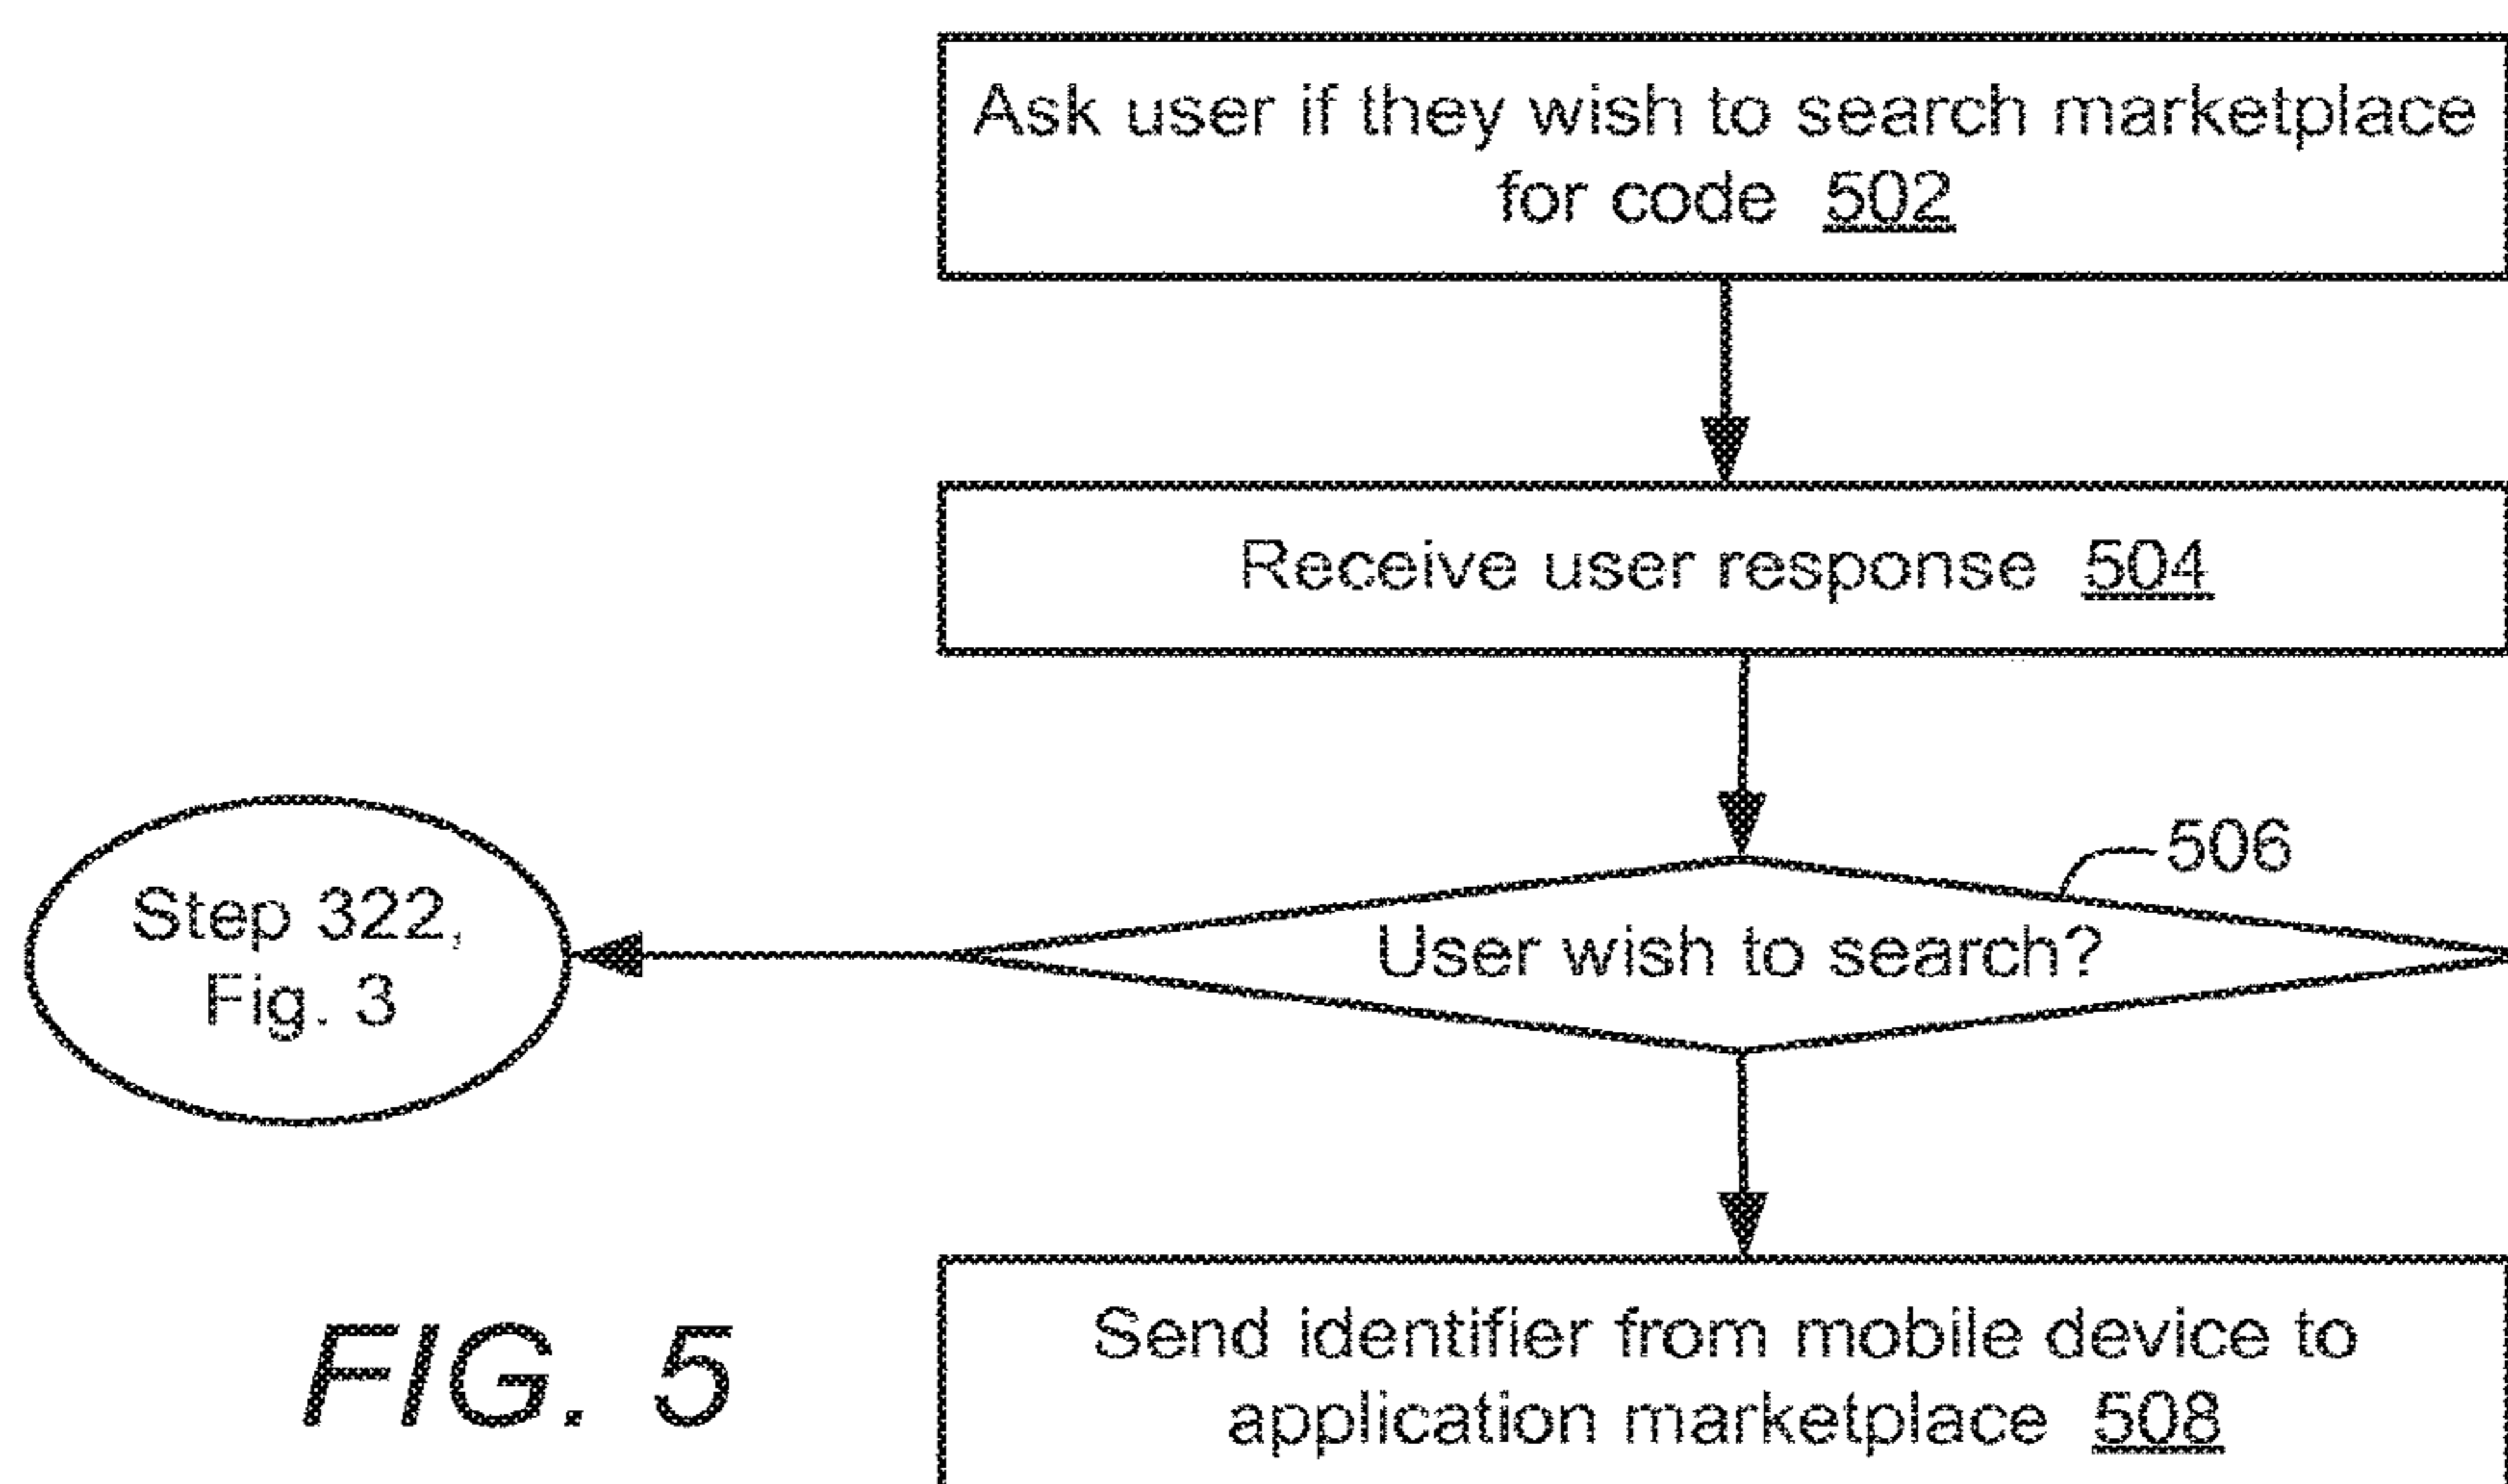 Ask user if they wish to search marketplace
for code 502
Receive user response 504
506
User wish to search?
Step 322,
Fig. 3
Send identifier from mobile device to
application marketplace 508
FIG. 5